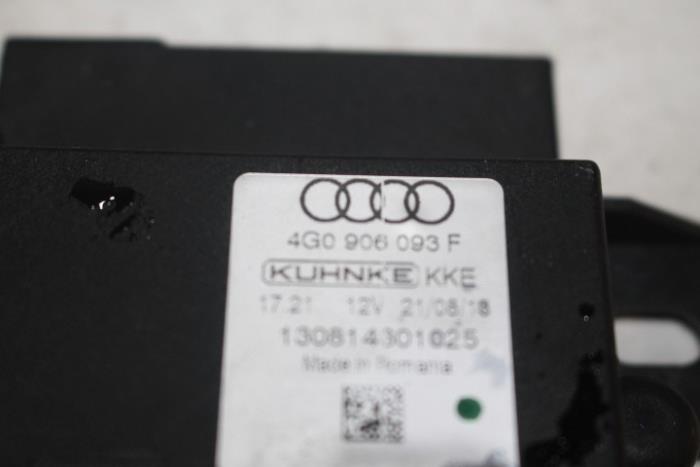 4G0 906 093 F
KUHNKE KKE
17:21 12V 21/08/18
130814301025
Made in Romania